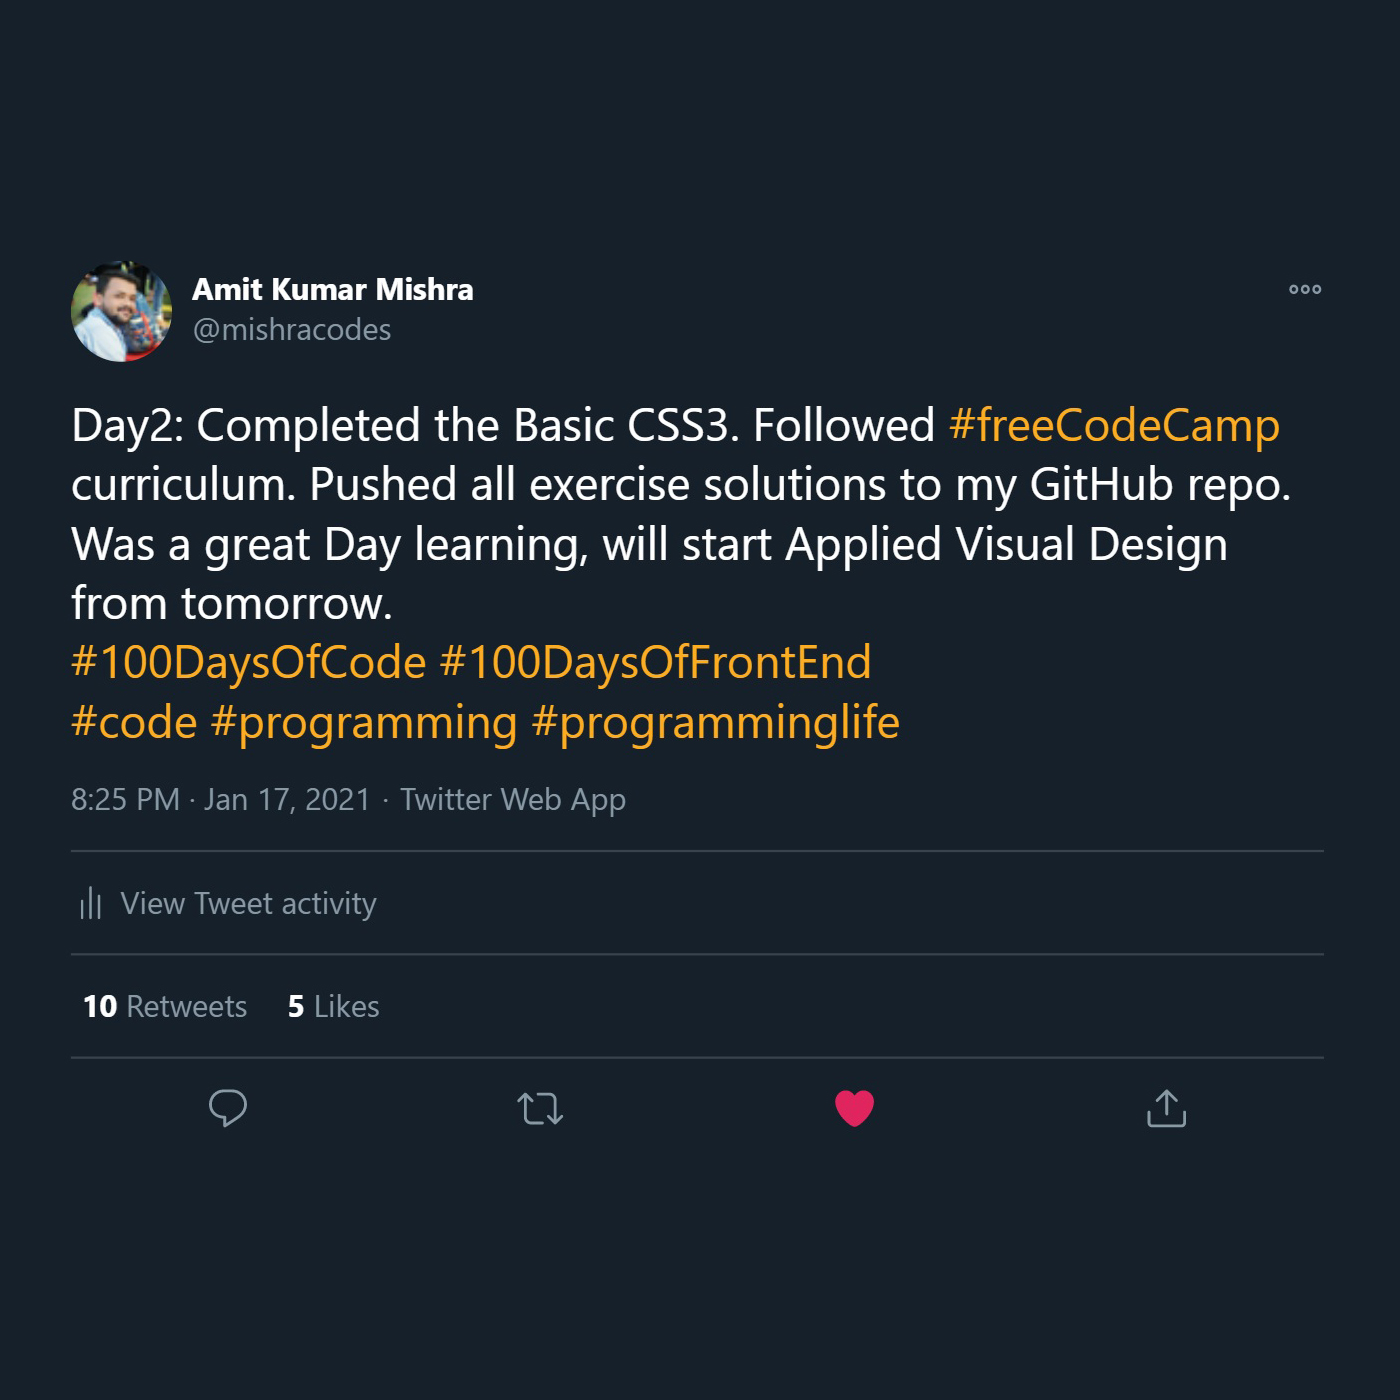 Amit Kumar Mishra
@mishracodes
Day2: Completed the Basic CSS3. Followed #freeCodeCamp
curriculum. Pushed all exercise solutions to my GitHub repo.
Was a great Day learning, will start Applied Visual Design
from tomorrow.
#100DaysOfCode #100DaysOfFrontEnd
#code #programming #programminglife
8:25 PM · Jan 17, 2021 · Twitter Web App
View Tweet activity
10 Retweets 5 Likes